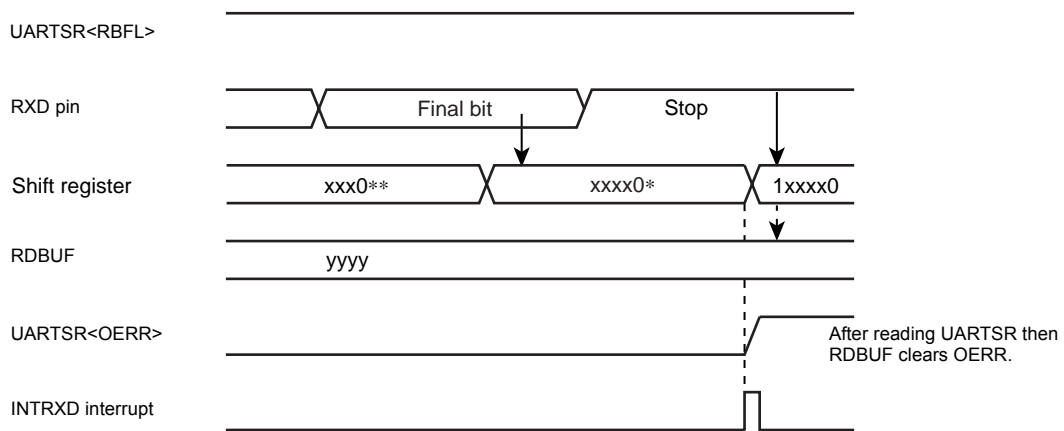 UARTSR<RBFL>
RXD pin
Final bit
Stop
Shift register
xxx0**
xxxx0*
1xxxx0
RDBUF
yyyy
UARTSR<OERR>
After reading UARTSR then
RDBUF clears OERR.
INTRXD interrupt